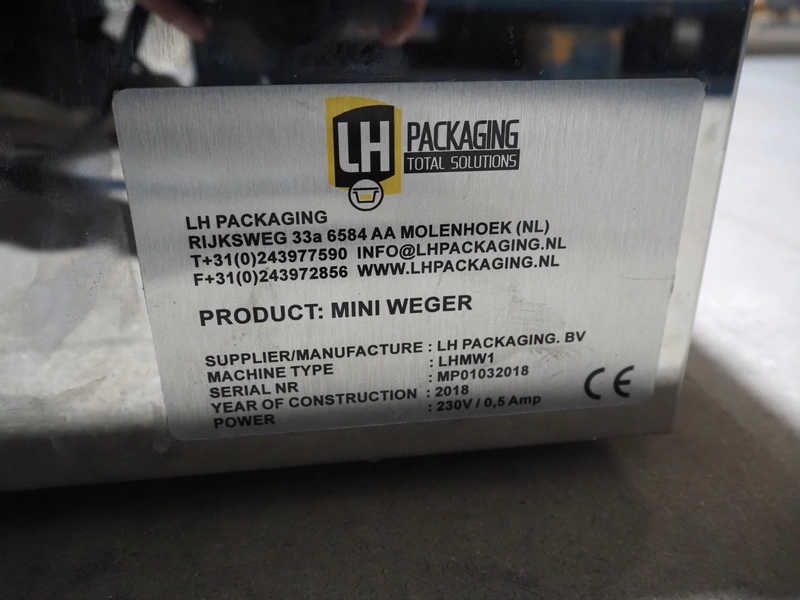 LH PACKAGING
TOTAL SOLUTIONS
LH PACKAGING
RIJKSWEG 33a 6584 AA MOLENHOEK (NL)
T+31(0)243977590 INFO@LHPACKAGING.NL
F+31(0)243972856 WWW.LHPACKAGING.NL
PRODUCT: MINI WEGER
SUPPLIER/MANUFACTURE : LH PACKAGING. BV
MACHINE TYPE : LHMW1
SERIAL NR : MP01032018
YEAR OF CONSTRUCTION : 2018
POWER : 230V / 0,5 Amp
CE